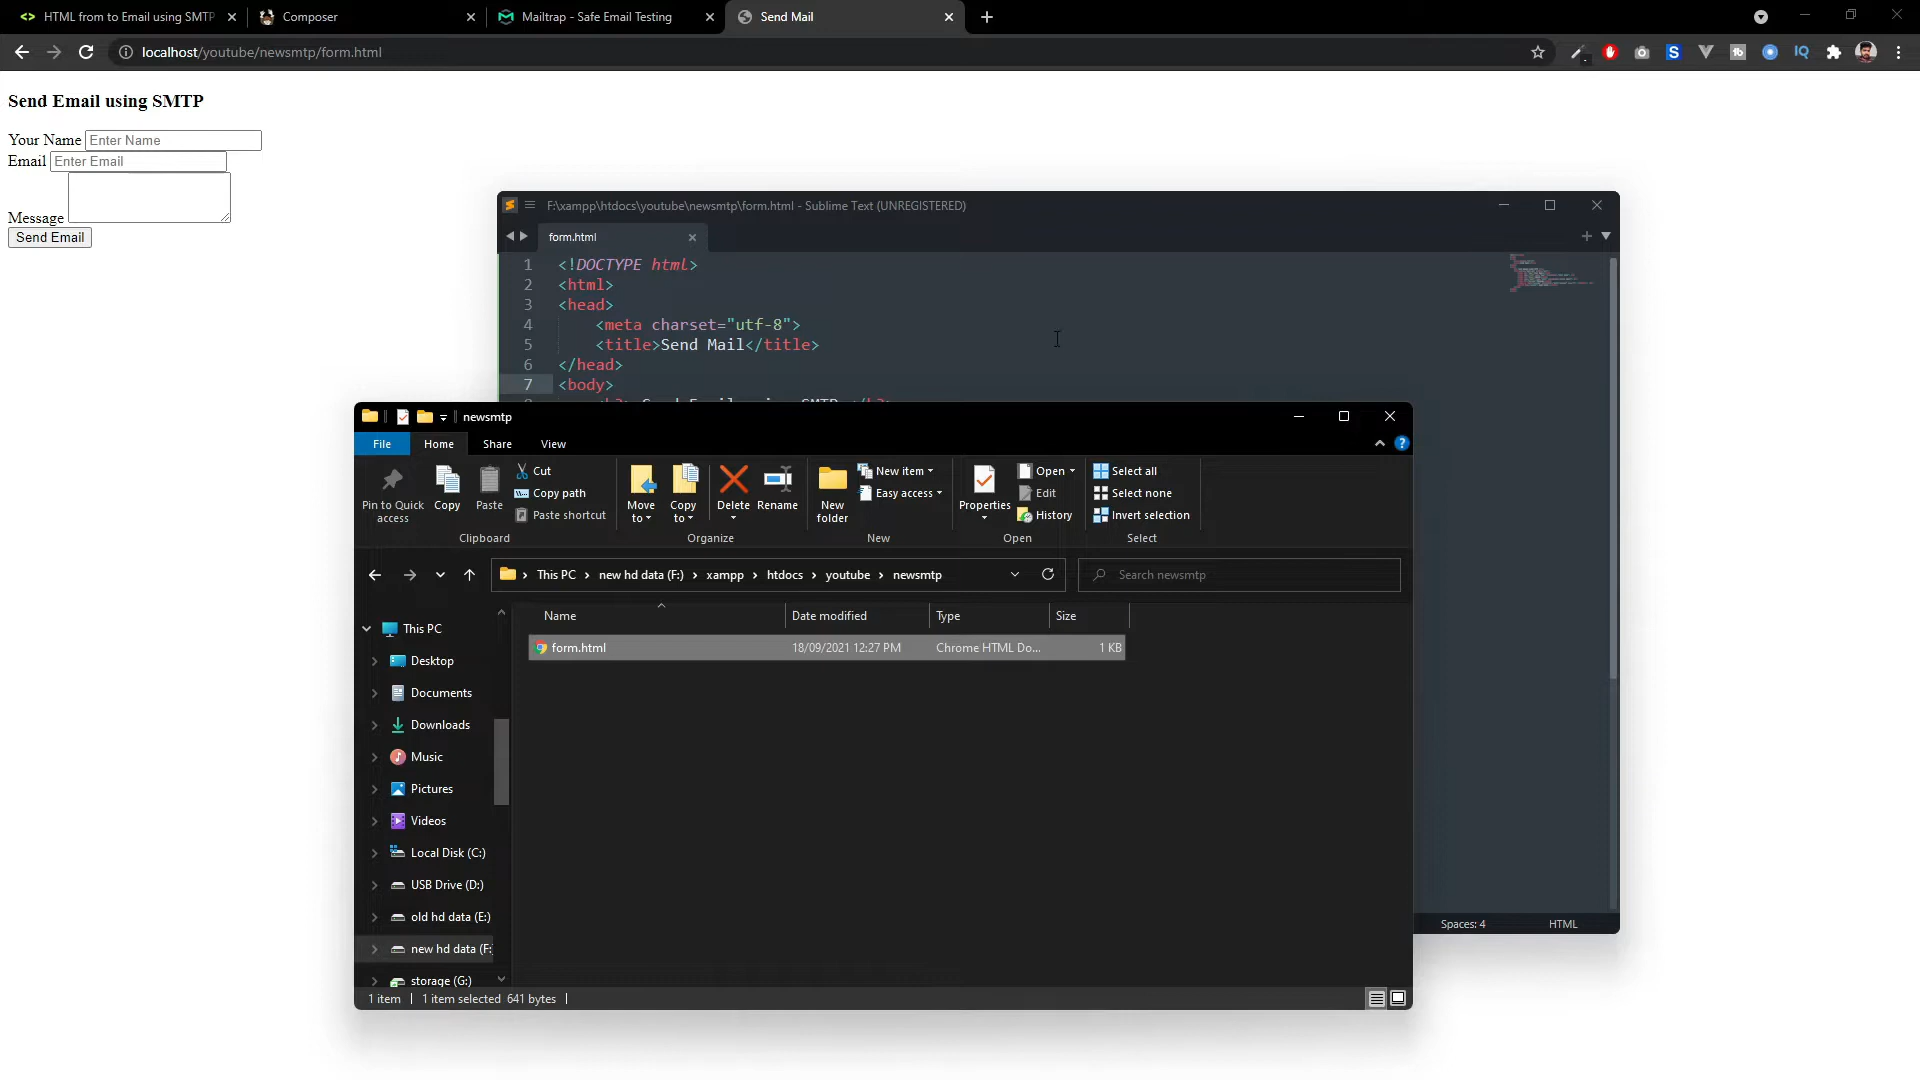 HTML from to Email using SMTP
Composer
Mailtrap - Safe Email Testing
Send Mail
localhost/youtube/newsmtp/form.html
Send Email using SMTP
Your Name Enter Name
Email Enter Email
Message
Send Email
F:\xampp\htdocs\youtube\newsmtp\form.html - Sublime Text (UNREGISTERED)
form.html
1 <!DOCTYPE html>
2 <html>
3 <head>
4 <meta charset="utf-8">
5 <title>Send Mail</title>
6 </head>
7 <body>
newsmtp
File Home Share View
Pin to Quick access
Copy
Paste
Cut
Copy path
Paste shortcut
Clipboard
Move to
Copy to
Delete
Rename
Organize
New folder
New item
Easy access
New
Properties
Open
Edit
History
Open
Select all
Select none
Invert selection
Select
This PC › new hd data (F:) › xampp › htdocs › youtube › newsmtp
Search newsmtp
Name Date modified Type Size
form.html 18/09/2021 12:27 PM Chrome HTML Do... 1 KB
This PC
Desktop
Documents
Downloads
Music
Pictures
Videos
Local Disk (C:)
USB Drive (D:)
old hd data (E:)
new hd data (F:
storage (G:)
1 item 1 item selected 641 bytes
Spaces: 4 HTML